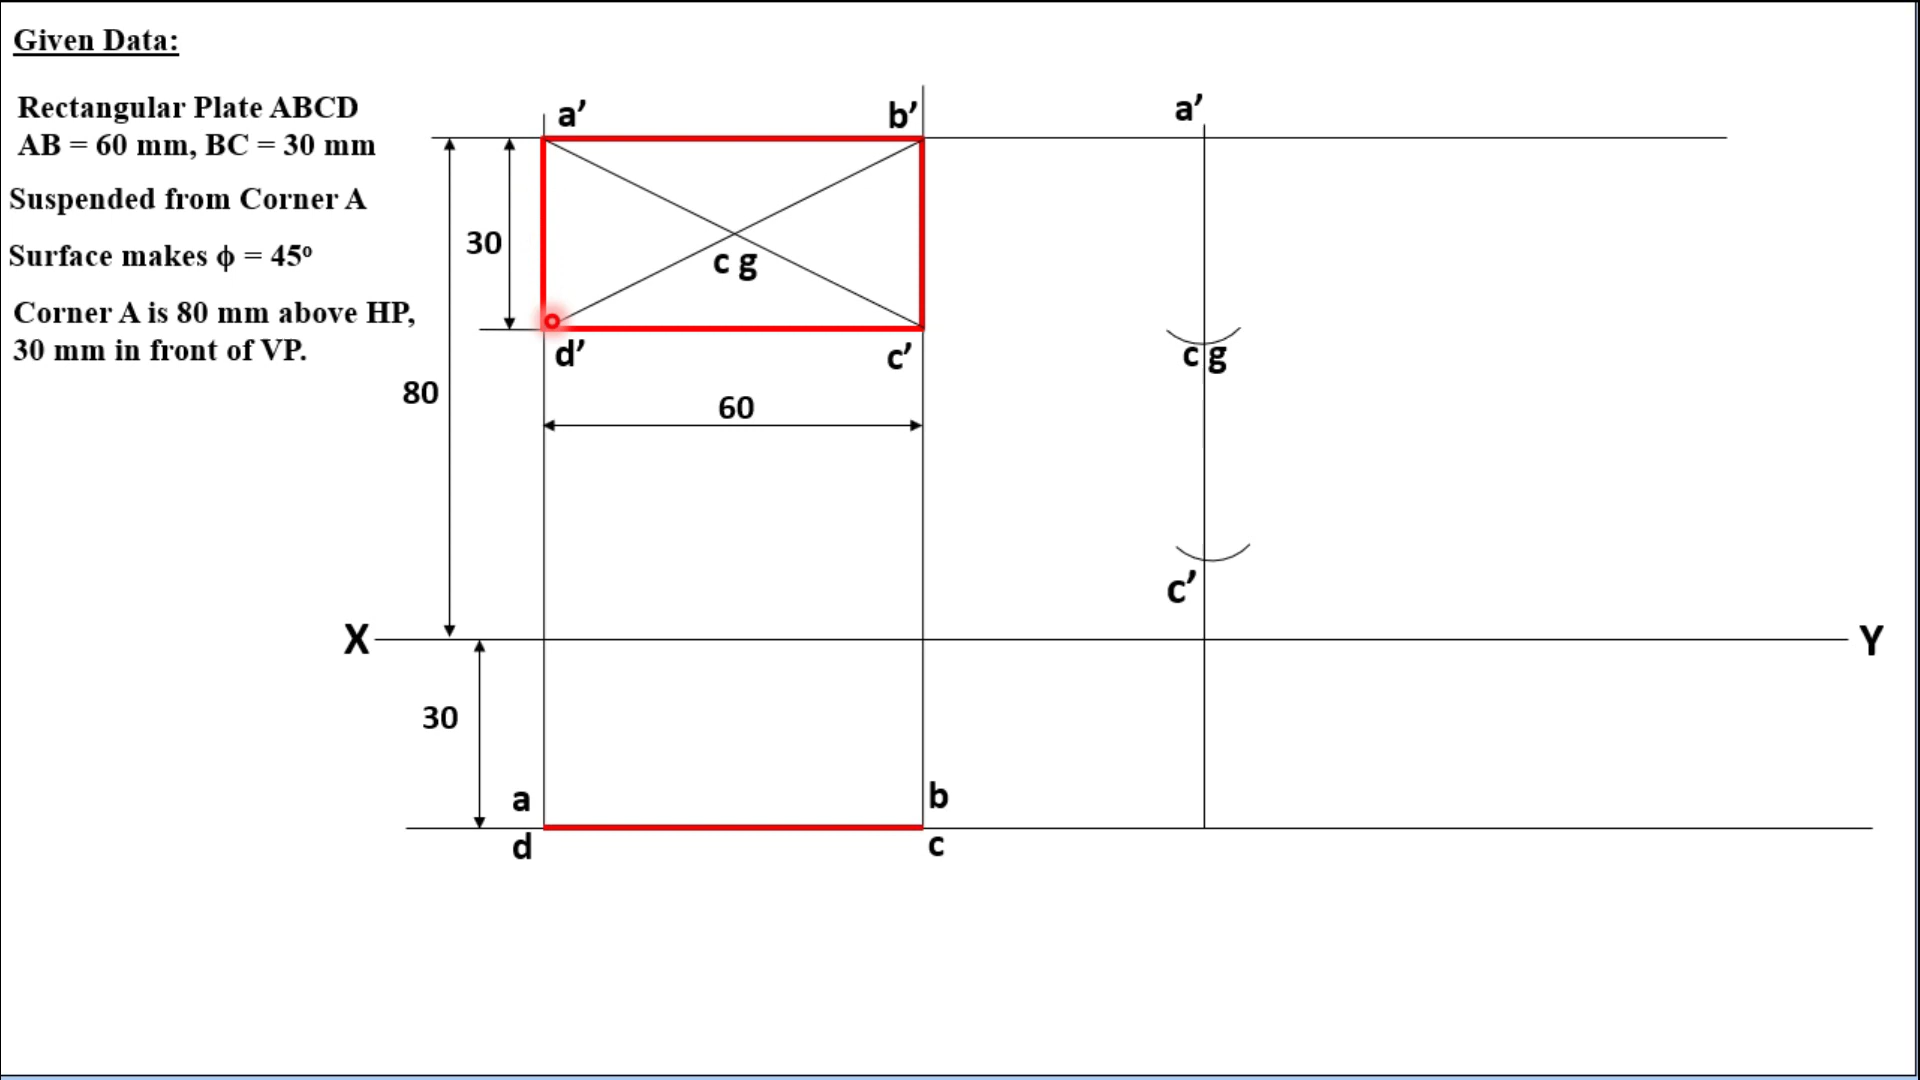 Given Data:
Rectangular Plate ABCD
AB = 60 mm, BC = 30 mm
Suspended from Corner A
Surface makes ϕ = 45º
Corner A is 80 mm above HP,
30 mm in front of VP.
a’ b’ a’
30
c g
d’ c’
c g
80
60
c’
X Y
30
a b
d c